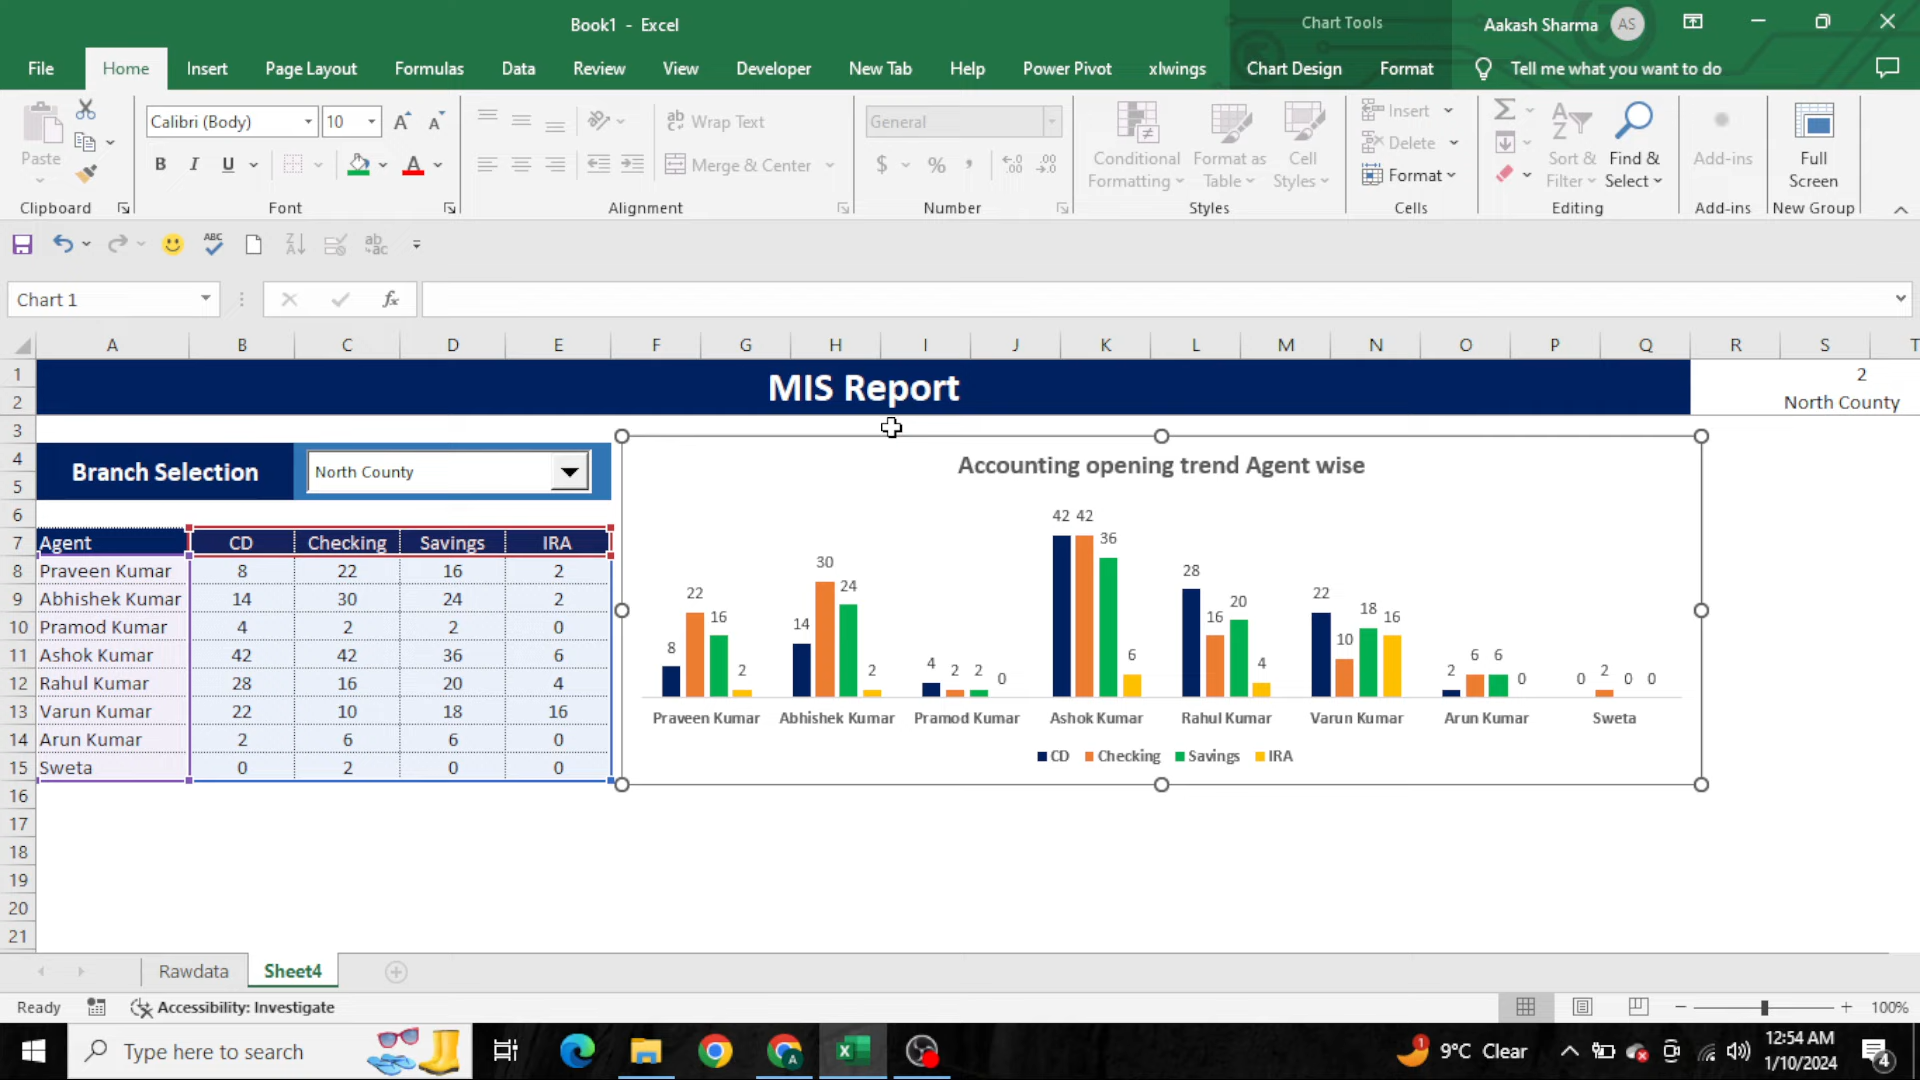 Book1 - Excel
Chart Tools
Aakash Sharma AS
File Home Insert Page Layout Formulas Data Review View Developer New Tab Help Power Pivot xlwings Chart Design Format Tell me what you want to do
Paste
Clipboard
Calibri (Body) 10
B I U
Font
Wrap Text
Merge & Center
Alignment
General
$ % ,
Number
Conditional Formatting
Format as Table
Cell Styles
Styles
Insert
Delete
Format
Cells
Sort & Filter
Find & Select
Editing
Add-ins
Add-ins
Full Screen
New Group
Chart 1
fx
A B C D E F G H I J K L M N O P Q R S T
1 MIS Report 2
2 North County
3
4 Branch Selection North County
5
6
7 Agent CD Checking Savings IRA
8 Praveen Kumar 8 22 16 2
9 Abhishek Kumar 14 30 24 2
10 Pramod Kumar 4 2 2 0
11 Ashok Kumar 42 42 36 6
12 Rahul Kumar 28 16 20 4
13 Varun Kumar 22 10 18 16
14 Arun Kumar 2 6 6 0
15 Sweta 0 2 0 0
16
17
18
19
20
21
Accounting opening trend Agent wise
8 22 16 2 14 30 24 2 4 2 2 0 42 42 36 6 28 16 20 4 22 10 18 16 2 6 6 0 0 2 0 0
Praveen Kumar Abhishek Kumar Pramod Kumar Ashok Kumar Rahul Kumar Varun Kumar Arun Kumar Sweta
CD Checking Savings IRA
Rawdata Sheet4
Ready Accessibility: Investigate 100%
Type here to search
9°C Clear
12:54 AM
1/10/2024
4